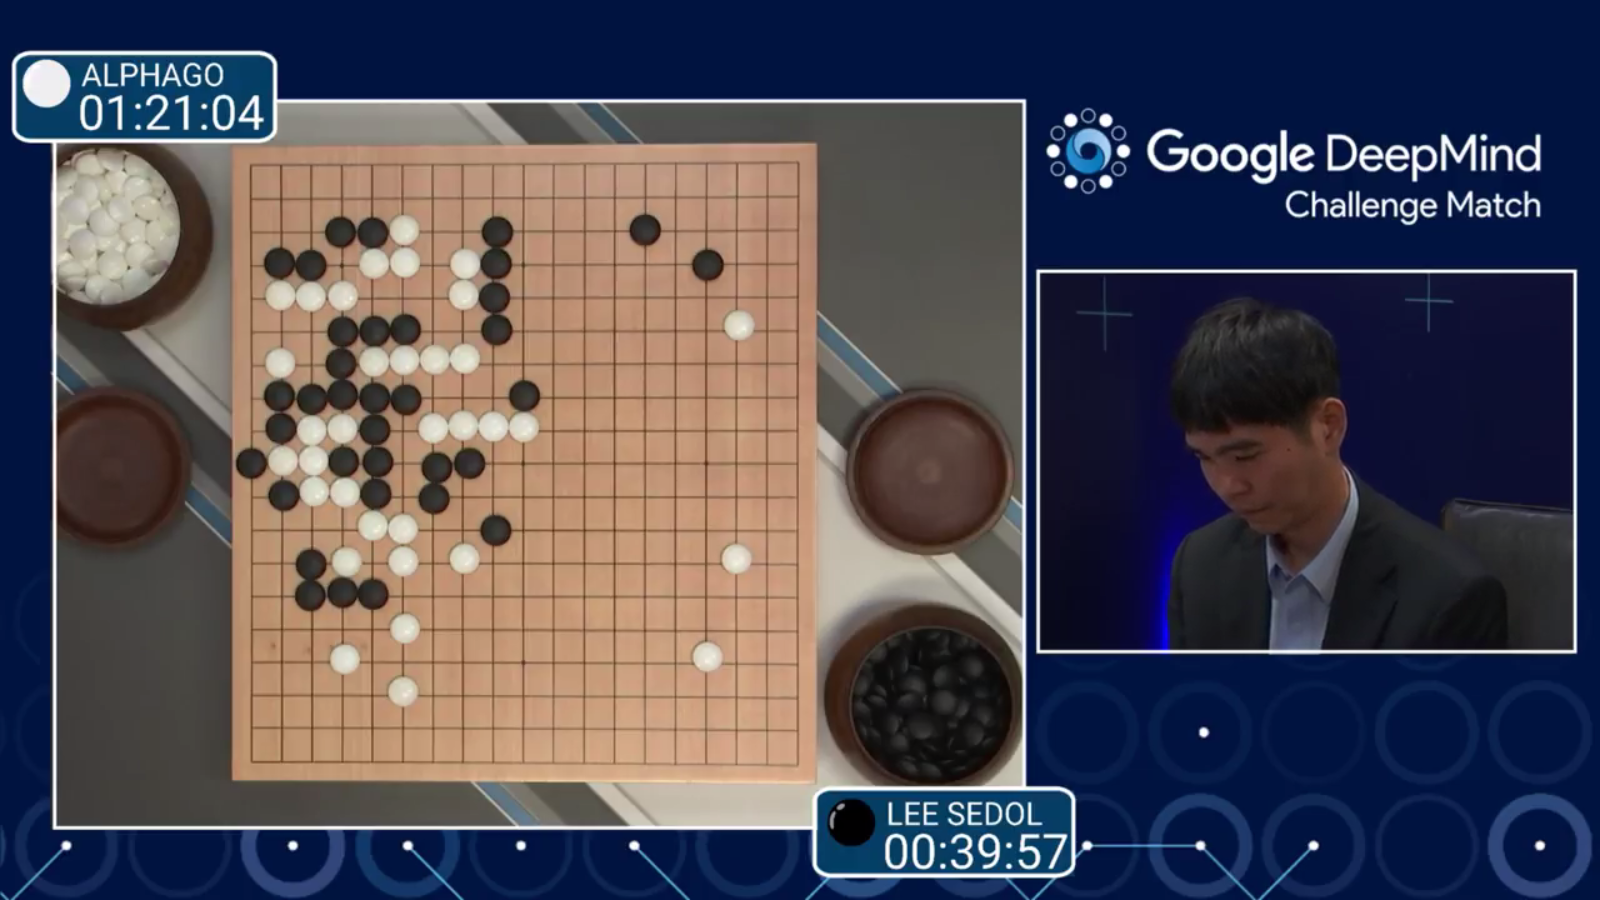 ALPHAGO
01:21:04
Google DeepMind
Challenge Match
LEE SEDOL
00:39:57